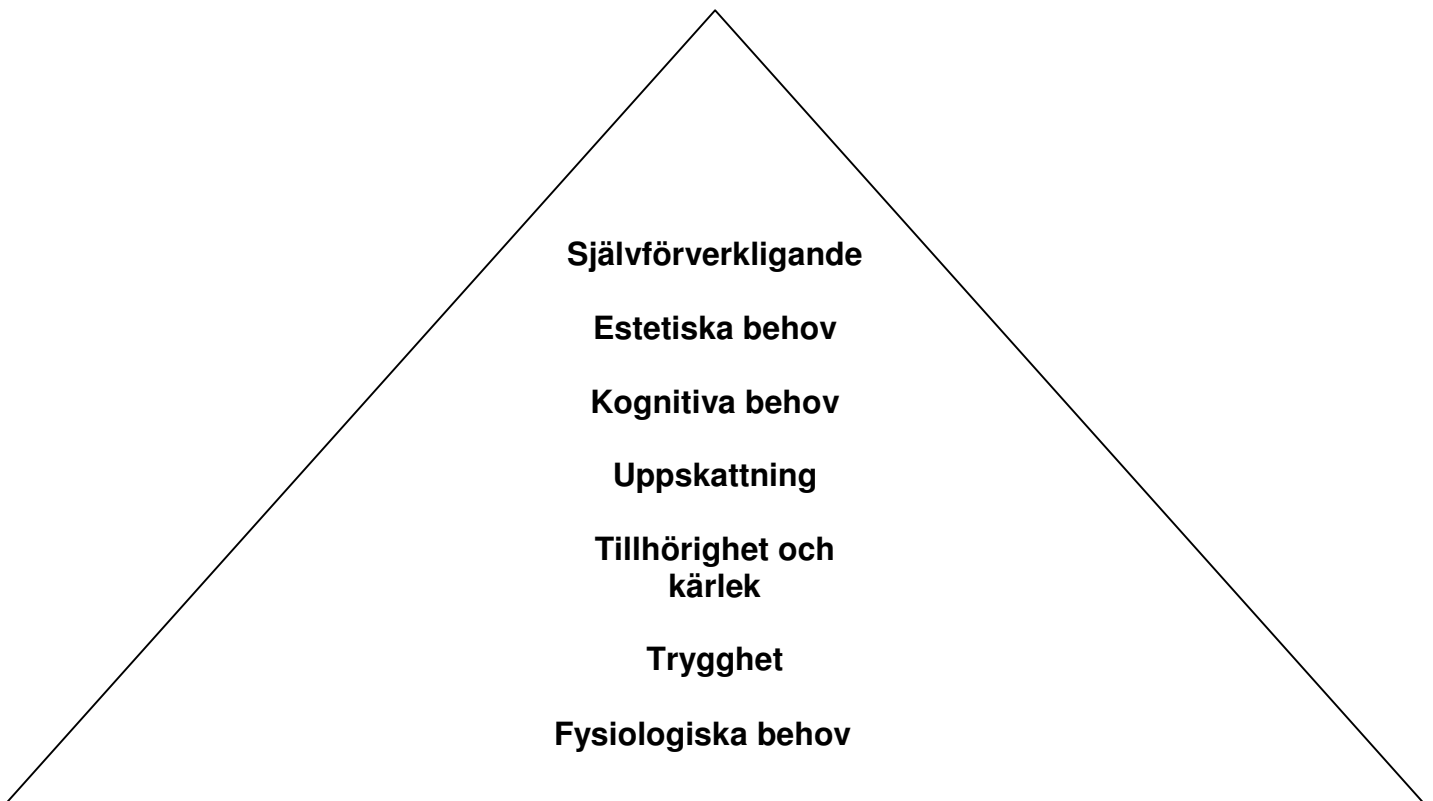 Självförverkligande
Estetiska behov
Kognitiva behov
Uppskattning
Tillhörighet och
kärlek
Trygghet
Fysiologiska behov